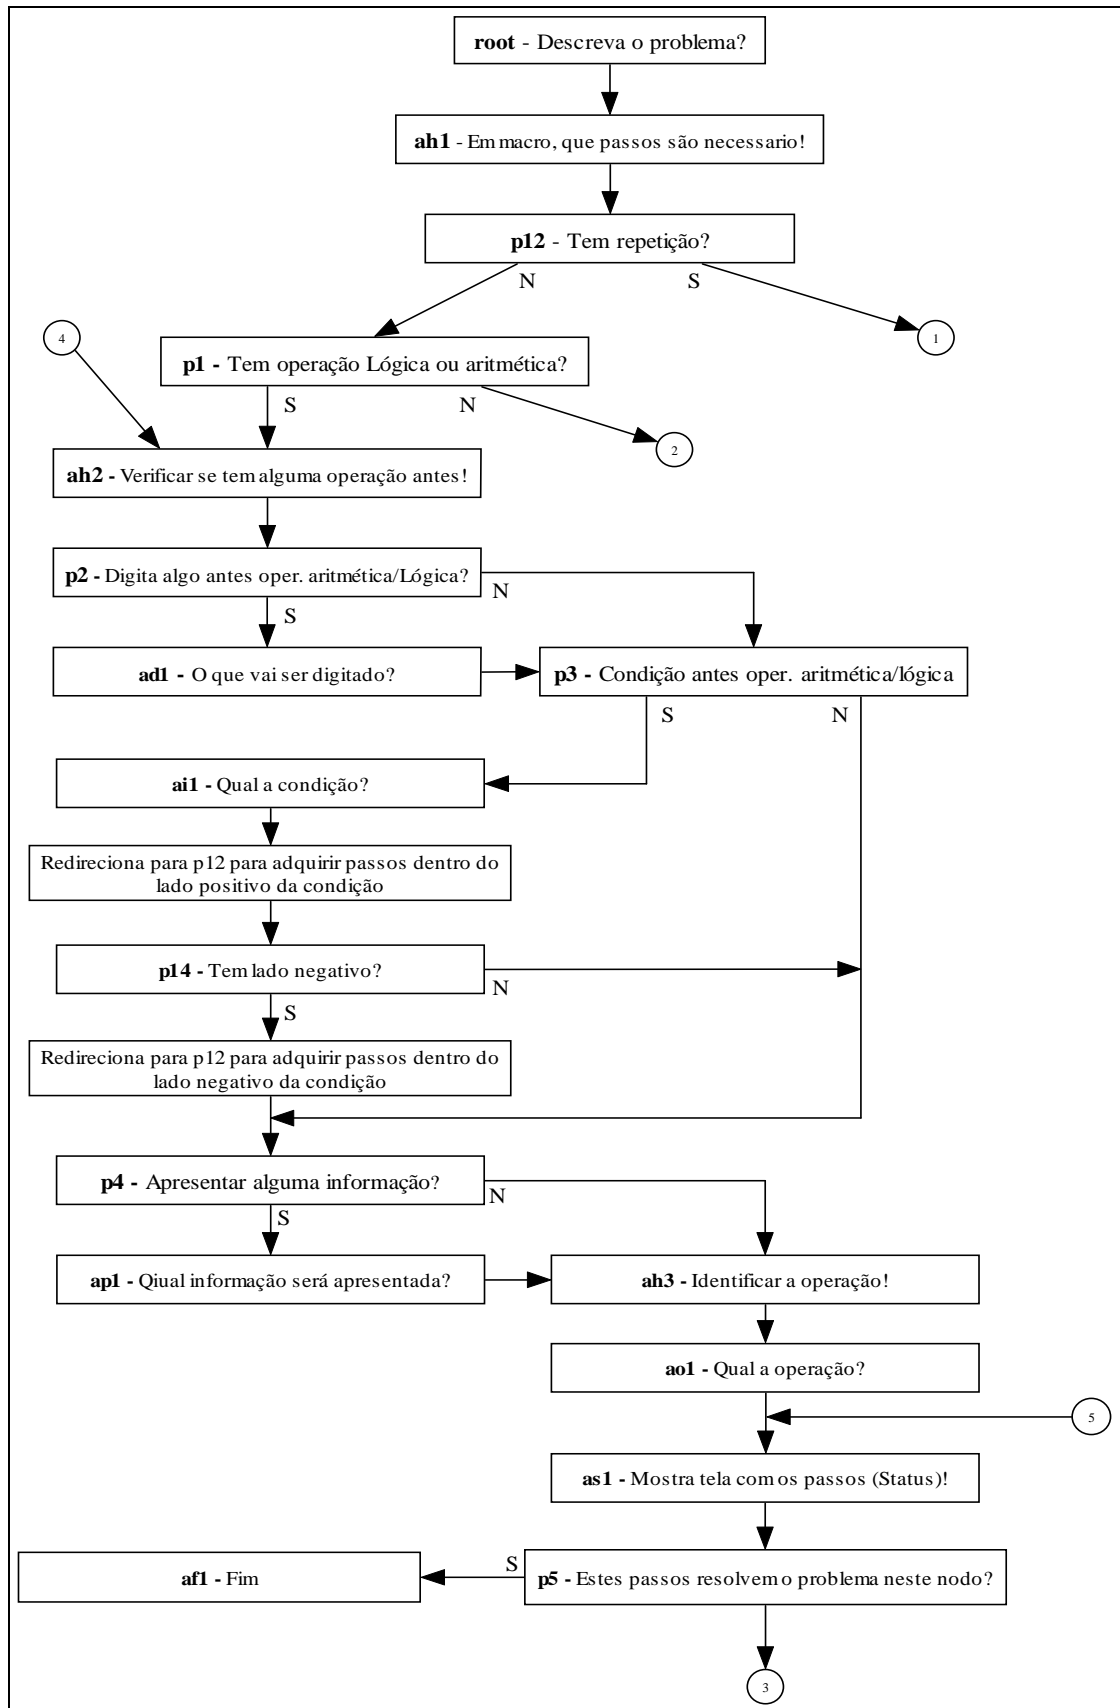 root - Descreva o problema?
ah1 - Em macro, que passos são necessario!
p12 - Tem repetição?
N
S
4
1
p1 - Tem operação Lógica ou aritmética?
S
N
2
ah2 - Verificar se tem alguma operação antes!
p2 - Digita algo antes oper. aritmética/Lógica?
N
S
ad1 - O que vai ser digitado?
p3 - Condição antes oper. aritmética/lógica
S
N
ai1 - Qual a condição?
Redireciona para p12 para adquirir passos dentro do
lado positivo da condição
p14 - Tem lado negativo?
N
S
Redireciona para p12 para adquirir passos dentro do
lado negativo da condição
p4 - Apresentar alguma informação?
N
S
ap1 - Qiual informação será apresentada?
ah3 - Identificar a operação!
ao1 - Qual a operação?
5
as1 - Mostra tela com os passos (Status)!
S
af1 - Fim
p5 - Estes passos resolvem o problema neste nodo?
3